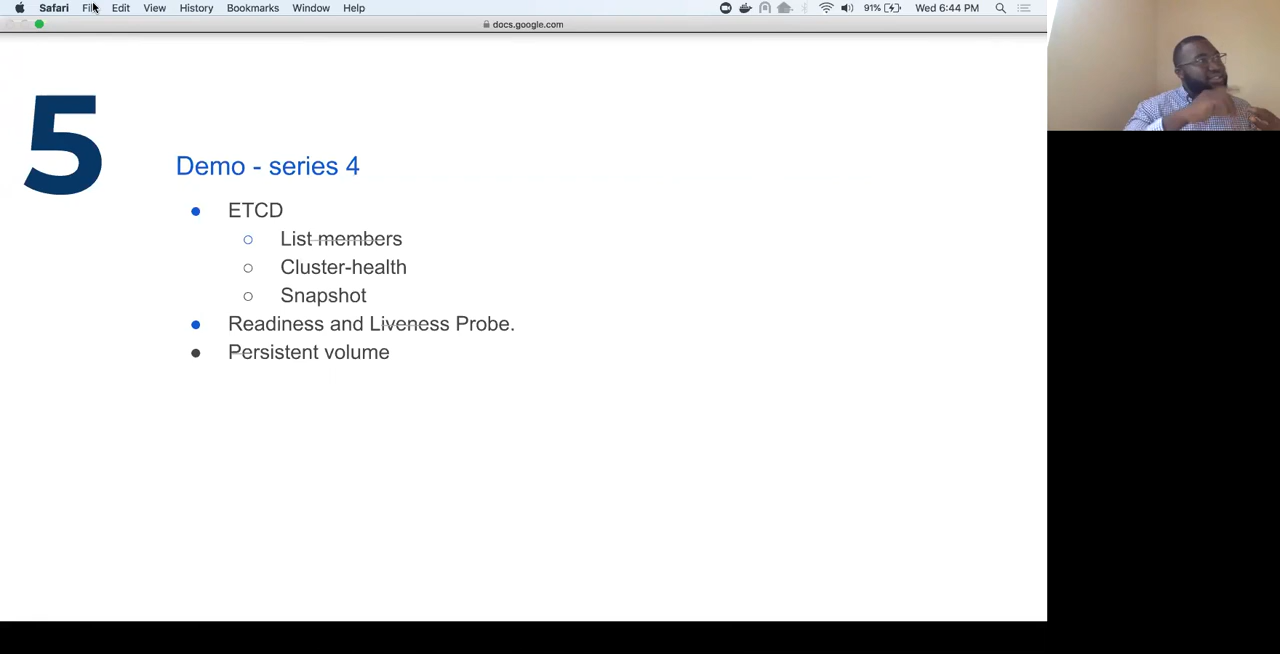 Safari File Edit View History Bookmarks Window Help 91% Wed 6:44 PM
docs.google.com
5
Demo - series 4
ETCD
List members
Cluster-health
Snapshot
Readiness and Liveness Probe.
Persistent volume